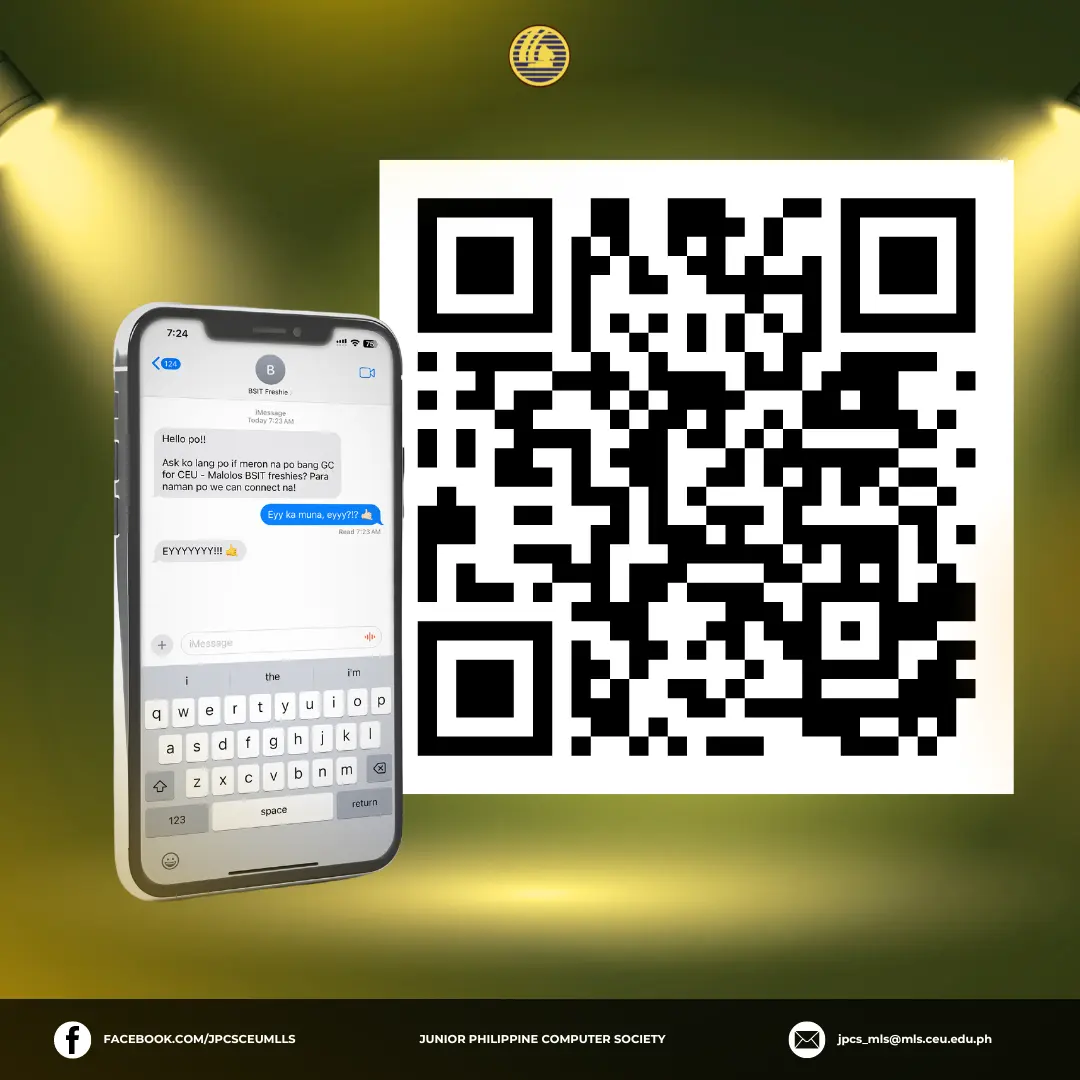 7:24
75
124
B
BSIT Freshie
iMessage
Today 7:23 AM
Hello po!!
Ask ko lang po if meron na po bang GC
for CEU - Malolos BSIT freshies? Para
naman po we can connect na!
Eyy ka muna, eyyy?!? 🤙
Read 7:23 AM
EYYYYYYY!!! 🤙
+
iMessage
i the i'm
q w e r t y u i o p
a s d f g h j k l
z x c v b n m
123 space return
FACEBOOK.COM/JPCSCEUMLLS
JUNIOR PHILIPPINE COMPUTER SOCIETY
jpcs_mls@mls.ceu.edu.ph